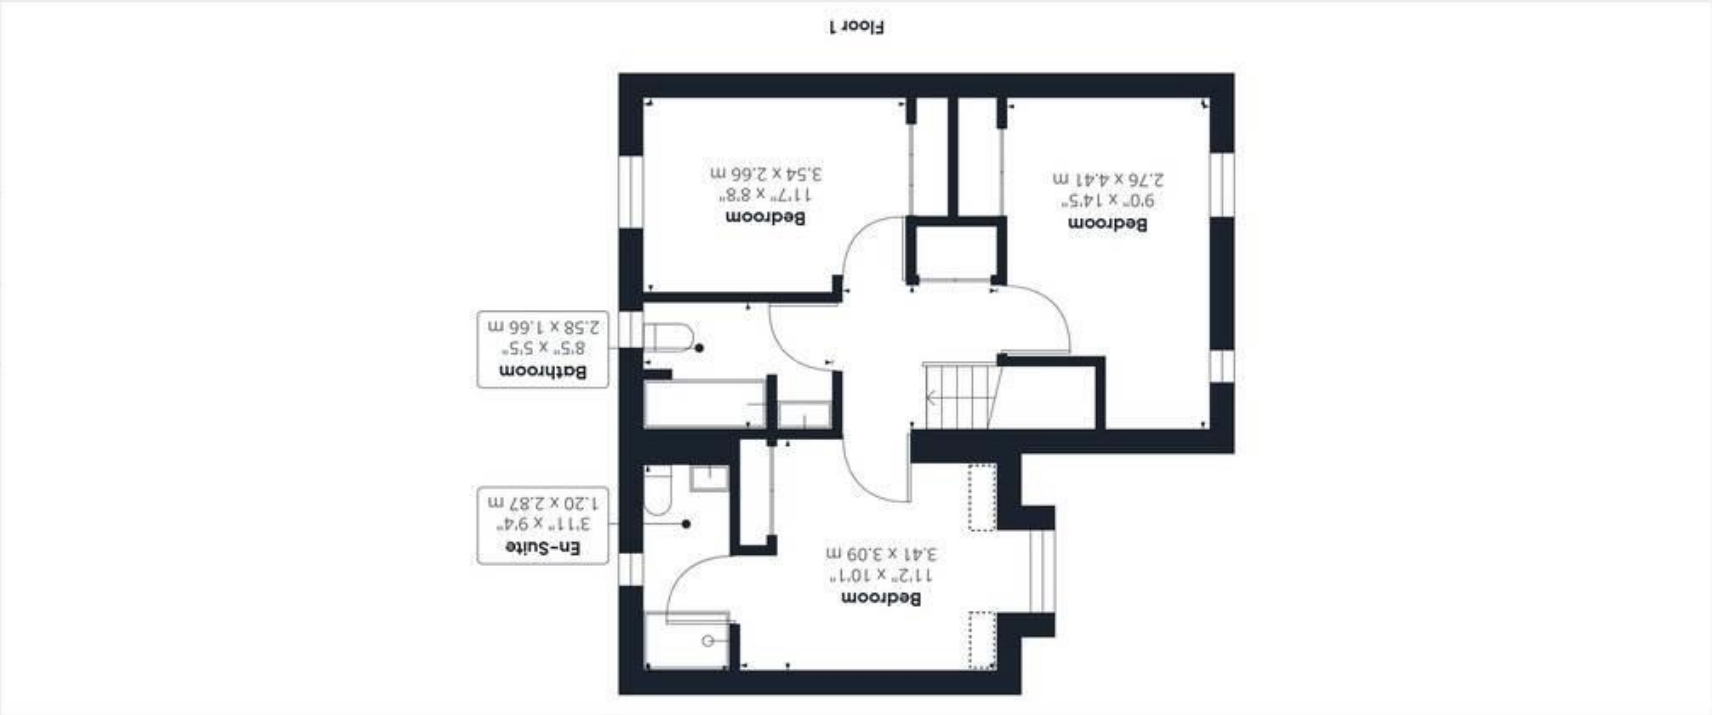 Bedroom
11'2" x 10'1"
3.41 x 3.09 m
En-Suite
3'11" x 9'4"
1.20 x 2.87 m
Bathroom
8'5" x 5'5"
2.58 x 1.66 m
Bedroom
9'0" x 14'5"
2.76 x 4.41 m
Bedroom
11'7" x 8'8"
3.54 x 2.66 m
Floor 1